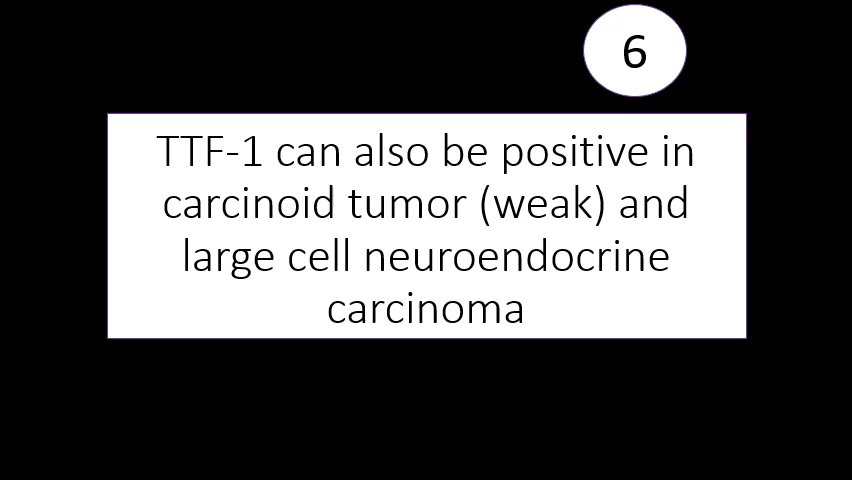 6
TTF-1 can also be positive in
carcinoid tumor (weak) and
large cell neuroendocrine
carcinoma